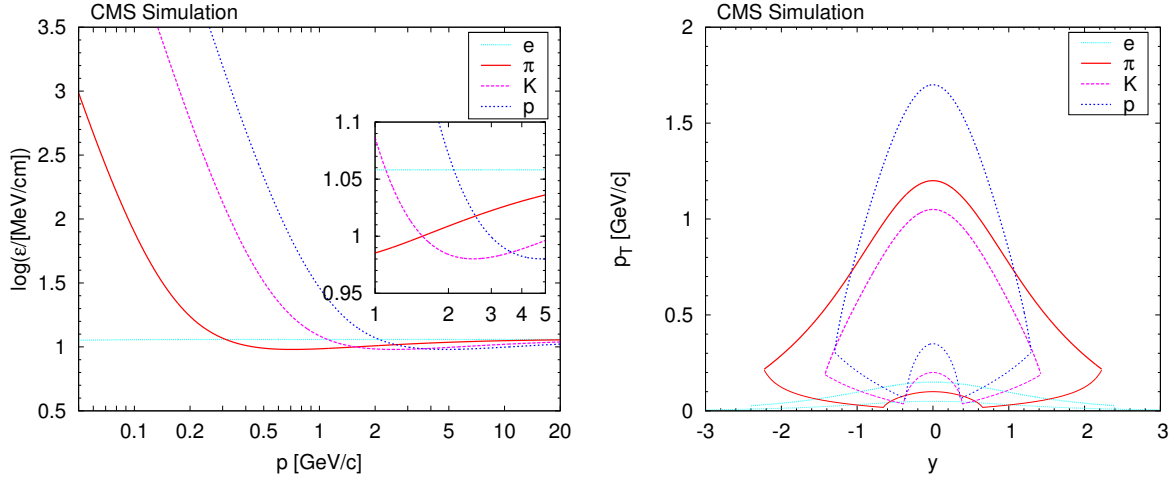 CMS Simulation
log(ε/[MeV/cm])
3.5
3
2.5
2
1.5
1
0.5
e
π
K
p
1.10
1.05
1
0.95
1 2 3 4 5
0.1 0.2 0.5 1 2 5 10 20
p [GeV/c]
CMS Simulation
p_T [GeV/c]
2
1.5
1
0.5
0
e
π
K
p
-3 -2 -1 0 1 2 3
y